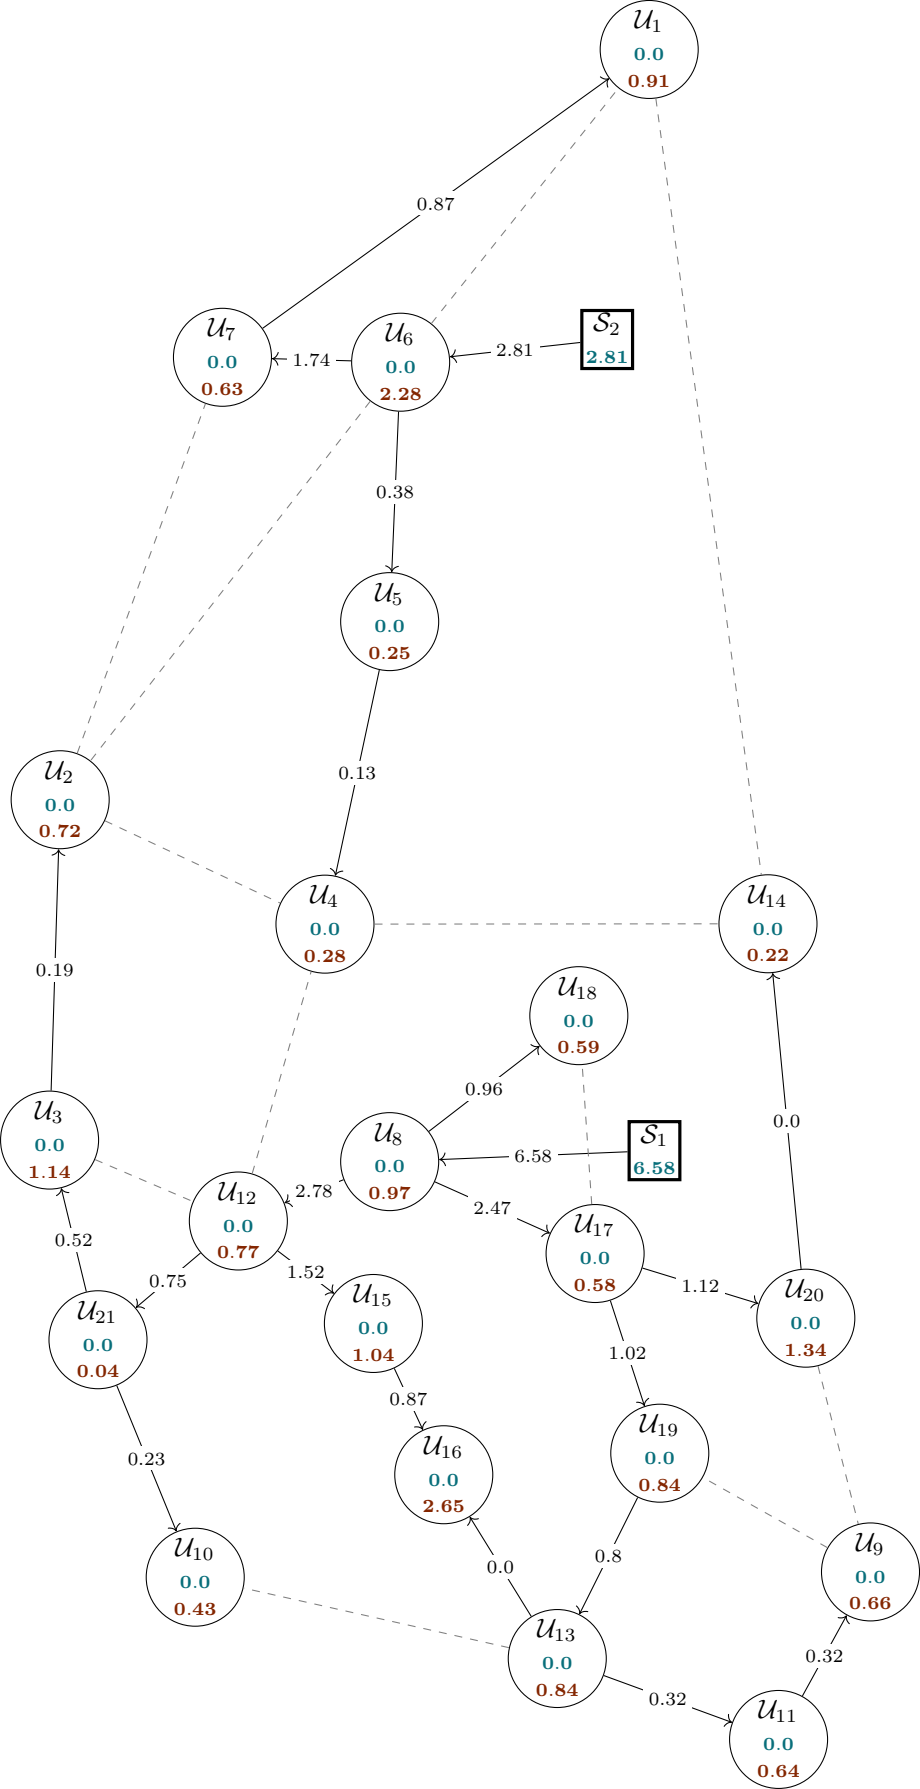 𝒰₁
0.0
0.91
0.87
𝒰₇
0.0
0.63
1.74
𝒰₆
0.0
2.28
2.81
𝒮₂
2.81
0.38
𝒰₅
0.0
0.25
0.13
𝒰₂
0.0
0.72
𝒰₄
0.0
0.28
𝒰₁₄
0.0
0.22
0.19
𝒰₁₈
0.0
0.59
0.96
𝒰₃
0.0
1.14
𝒰₈
0.0
0.97
6.58
𝒮₁
6.58
0.0
𝒰₁₂
0.0
0.77
2.78
2.47
𝒰₁₇
0.0
0.58
0.52
0.75
1.52
1.12
𝒰₂₁
0.0
0.04
𝒰₁₅
0.0
1.04
𝒰₂₀
0.0
1.34
1.02
0.87
0.23
𝒰₁₆
0.0
2.65
𝒰₁₉
0.0
0.84
𝒰₁₀
0.0
0.43
0.0
0.8
𝒰₉
0.0
0.66
𝒰₁₃
0.0
0.84
0.32
0.32
𝒰₁₁
0.0
0.64